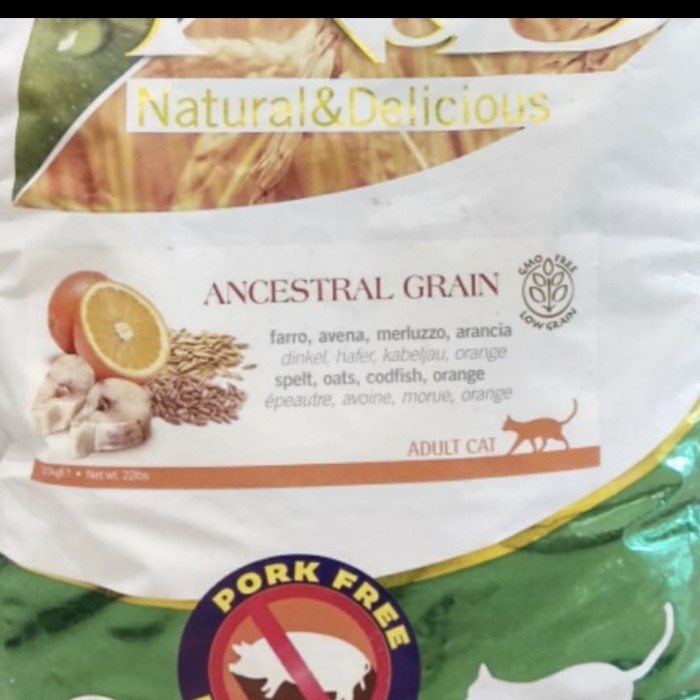 Natural&Delicious
GMO FREE
LOW GRAIN
ANCESTRAL GRAIN
farro, avena, merluzzo, arancia
dinkel, hafer, kabeljau, orange
spelt, oats, codfish, orange
épeautre, avoine, morue, orange
ADULT CAT
10kg℮ • Net wt. 22lbs
PORK FREE